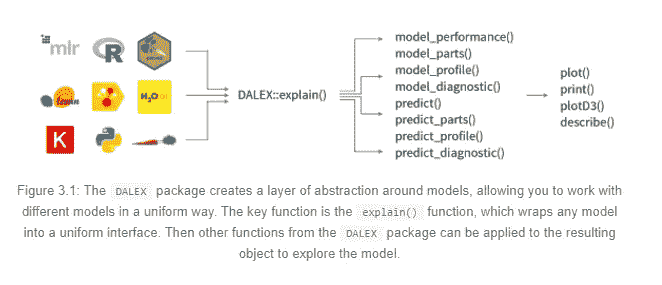 mlr
R
learn
H2O.ai
K
DALEX::explain()
model_performance()
model_parts()
model_profile()
model_diagnostic()
predict()
predict_parts()
predict_profile()
predict_diagnostic()
plot()
print()
plotD3()
describe()
Figure 3.1: The DALEX package creates a layer of abstraction around models, allowing you to work with
different models in a uniform way. The key function is the explain() function, which wraps any model
into a uniform interface. Then other functions from the DALEX package can be applied to the resulting
object to explore the model.